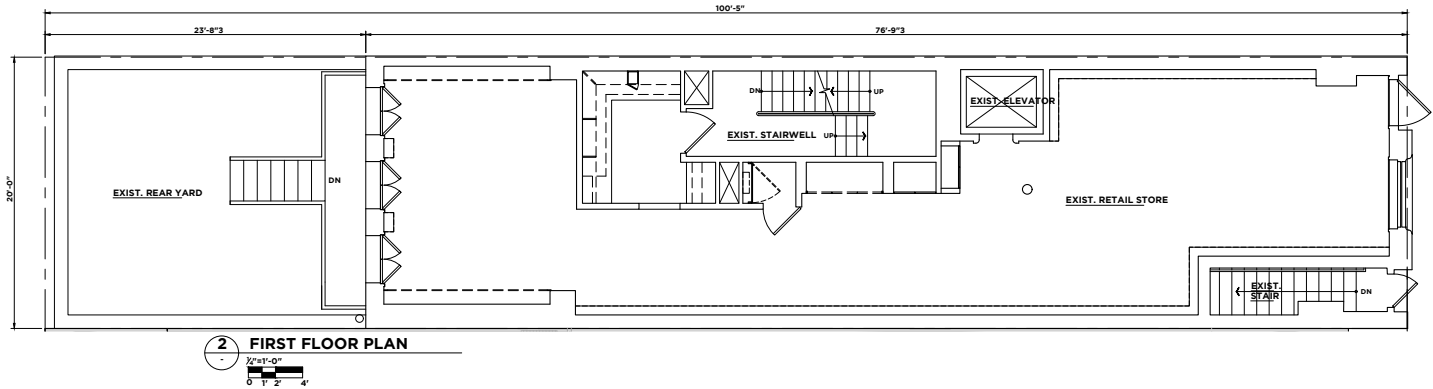 100'-5"
23'-8"3
76'-9"3
20'-0"
DN
UP
EXIST. ELEVATOR
EXIST. STAIRWELL
UP
EXIST. REAR YARD
DN
EXIST. RETAIL STORE
EXIST.
STAIR
DN
2
FIRST FLOOR PLAN
-
¼"=1'-0"
0 1' 2' 4'